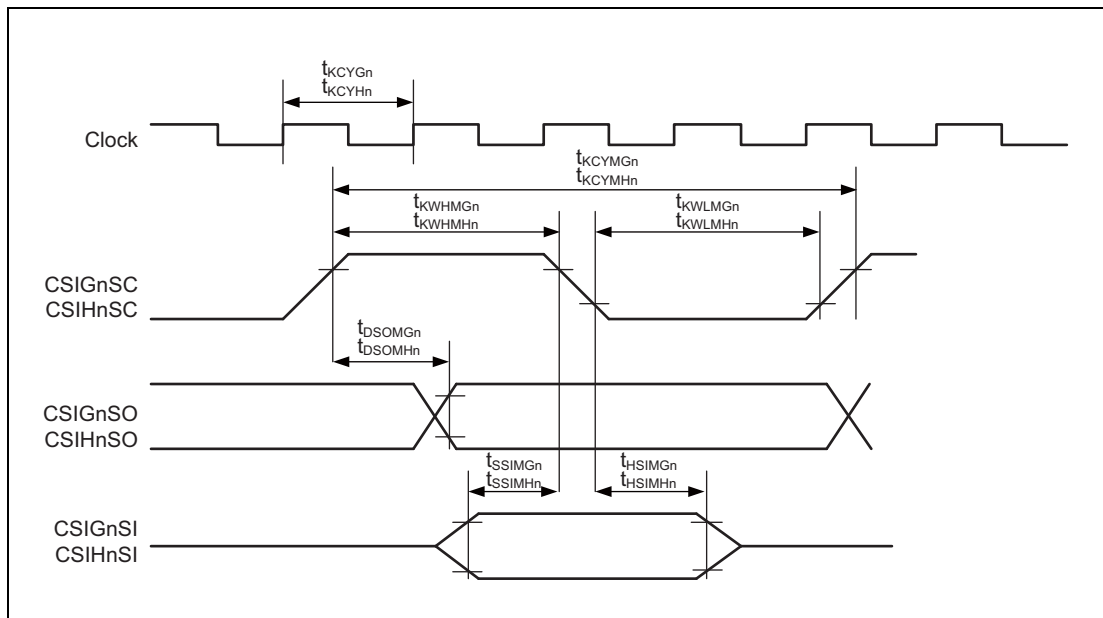 tKCYGn
tKCYHn
Clock
tKCYMGn
tKCYMHn
tKWHMGn
tKWHMHn
tKWLMGn
tKWLMHn
CSIGnSC
CSIHnSC
tDSOMGn
tDSOMHn
CSIGnSO
CSIHnSO
tSSIMGn
tSSIMHn
tHSIMGn
tHSIMHn
CSIGnSI
CSIHnSI